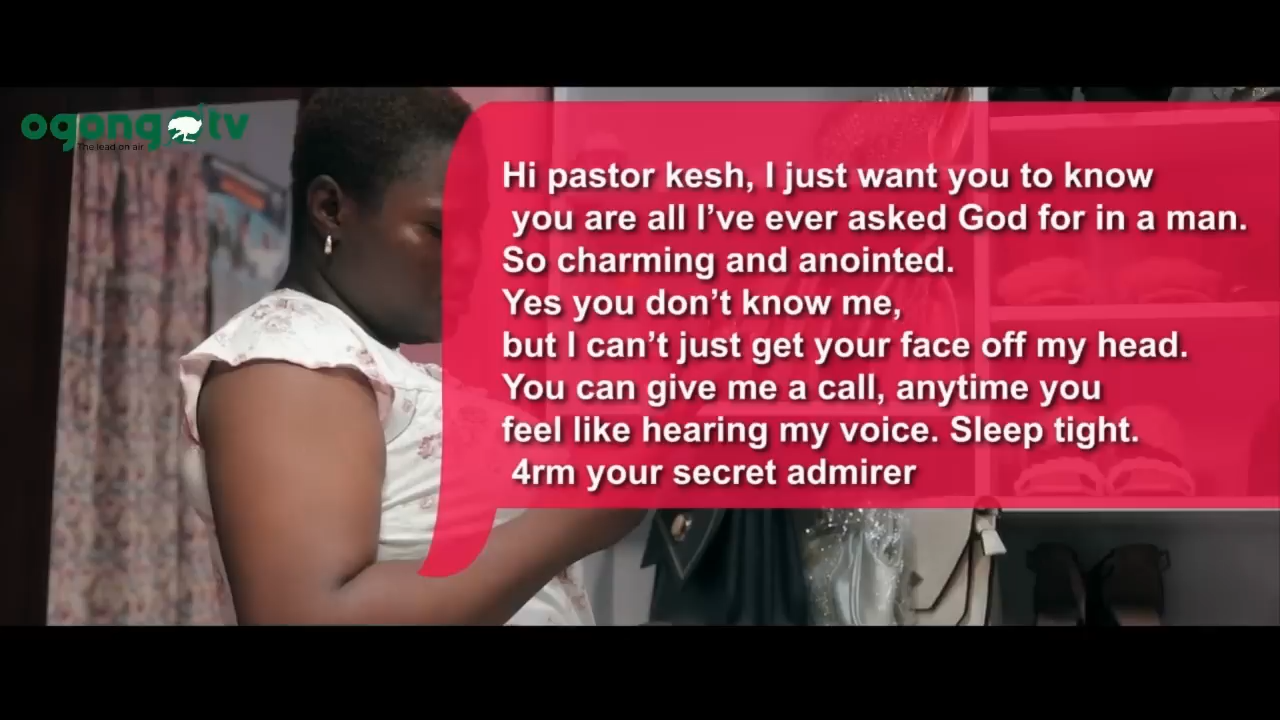 ogong tv
The lead on air
Hi pastor kesh, I just want you to know
you are all I’ve ever asked God for in a man.
So charming and anointed.
Yes you don’t know me,
but I can’t just get your face off my head.
You can give me a call, anytime you
feel like hearing my voice. Sleep tight.
4rm your secret admirer